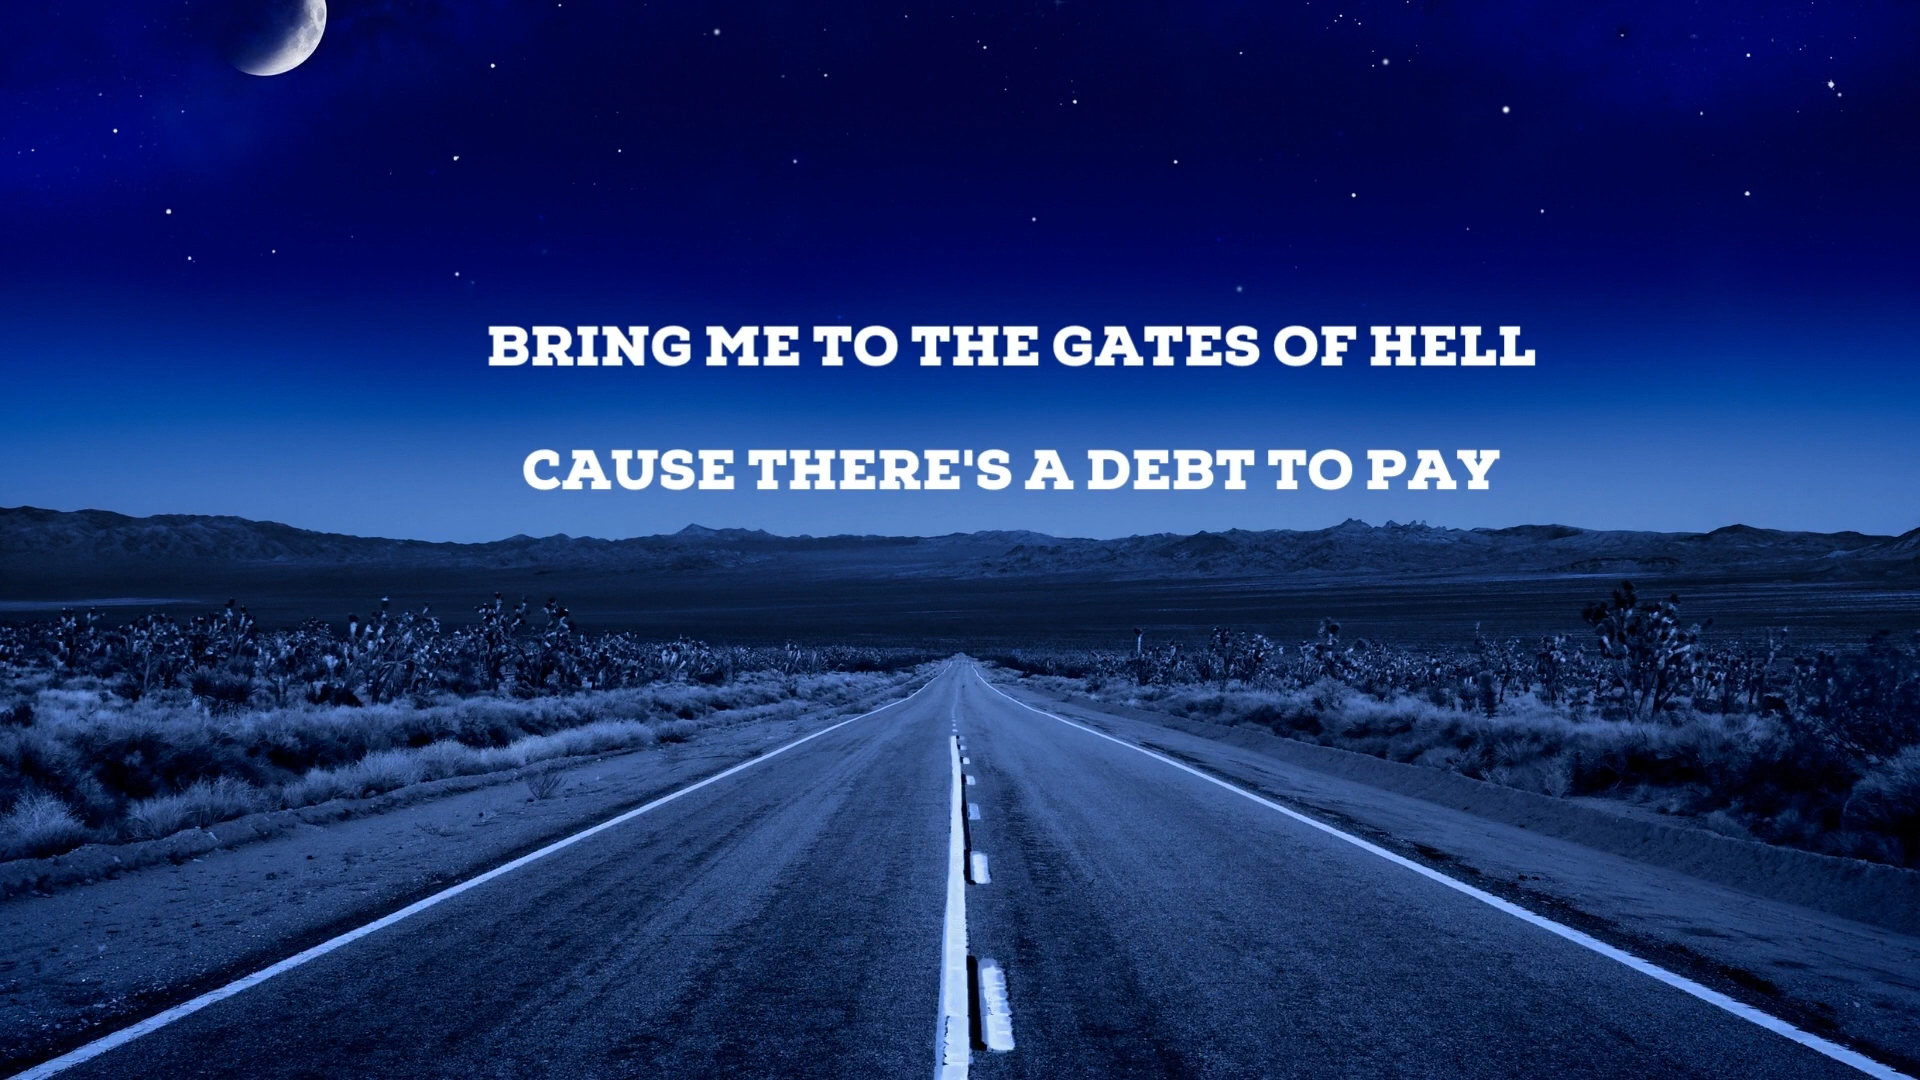 BRING ME TO THE GATES OF HELL
CAUSE THERE'S A DEBT TO PAY